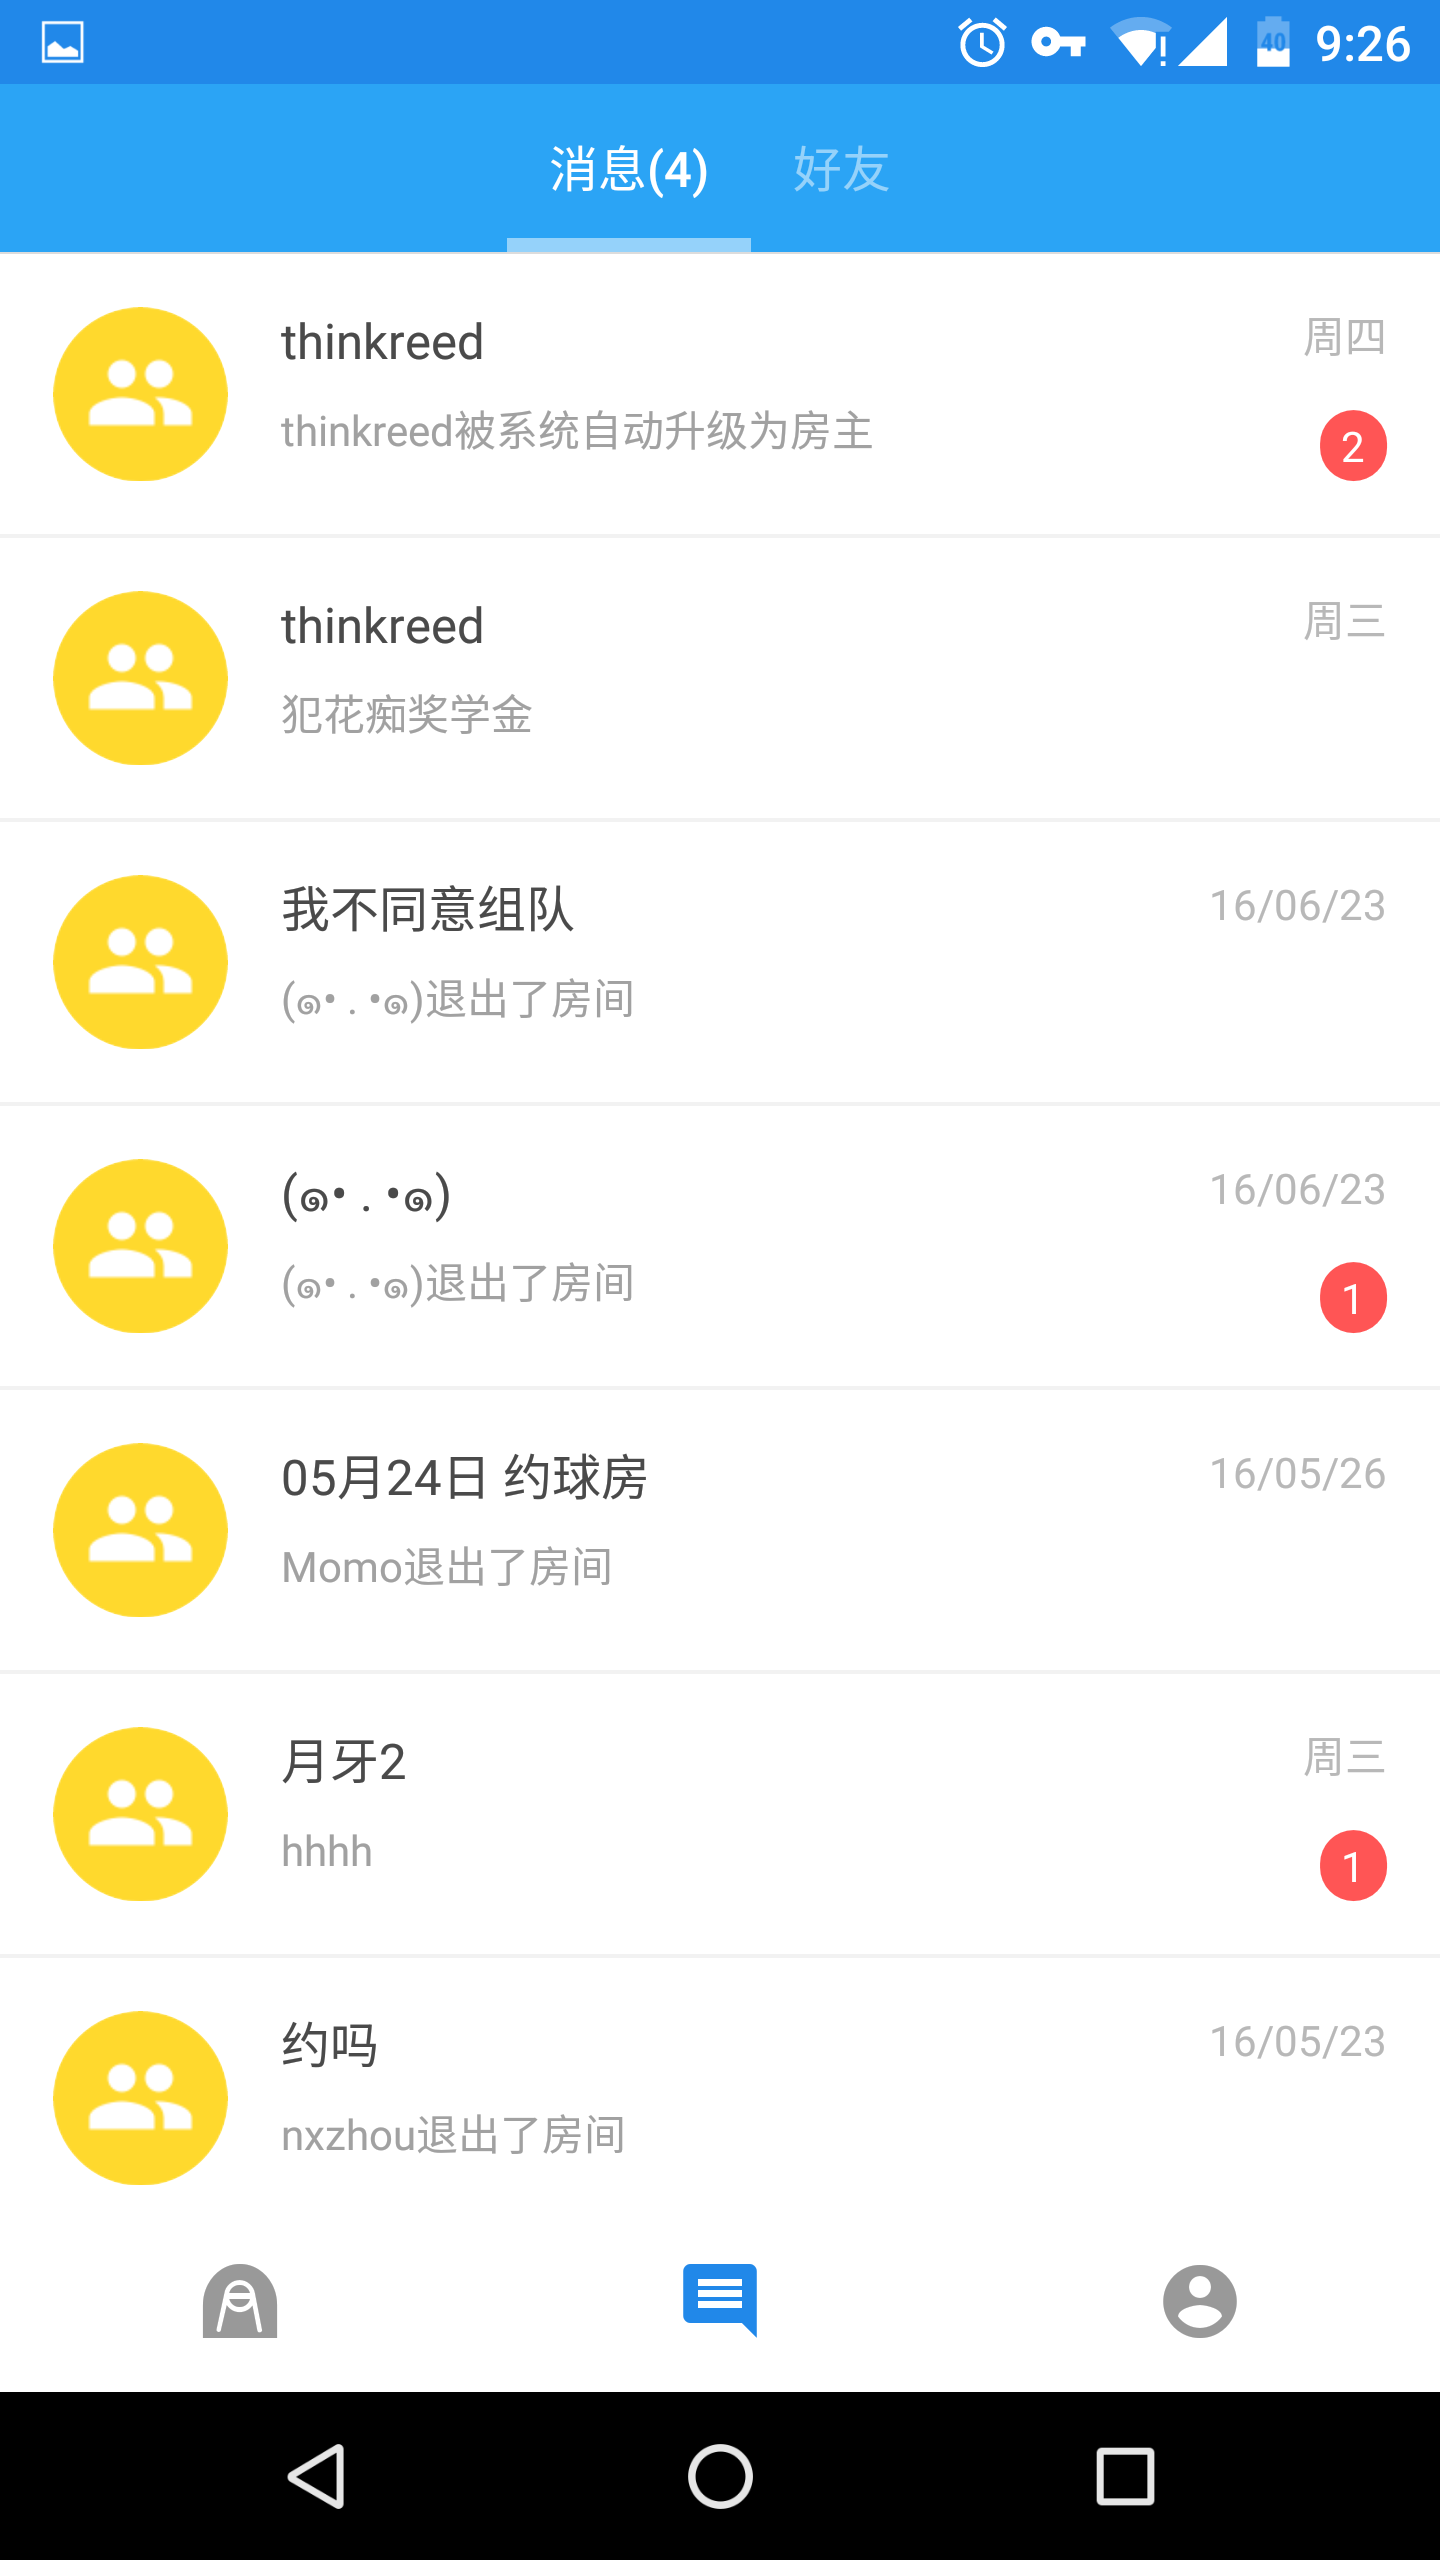 40 9:26
消息(4) 好友
thinkreed 周四
thinkreed被系统自动升级为房主 2
thinkreed 周三
犯花痴奖学金
我不同意组队 16/06/23
(๑• . •๑)退出了房间
(๑• . •๑) 16/06/23
(๑• . •๑)退出了房间 1
05月24日 约球房 16/05/26
Momo退出了房间
月牙2 周三
hhhh 1
约吗 16/05/23
nxzhou退出了房间